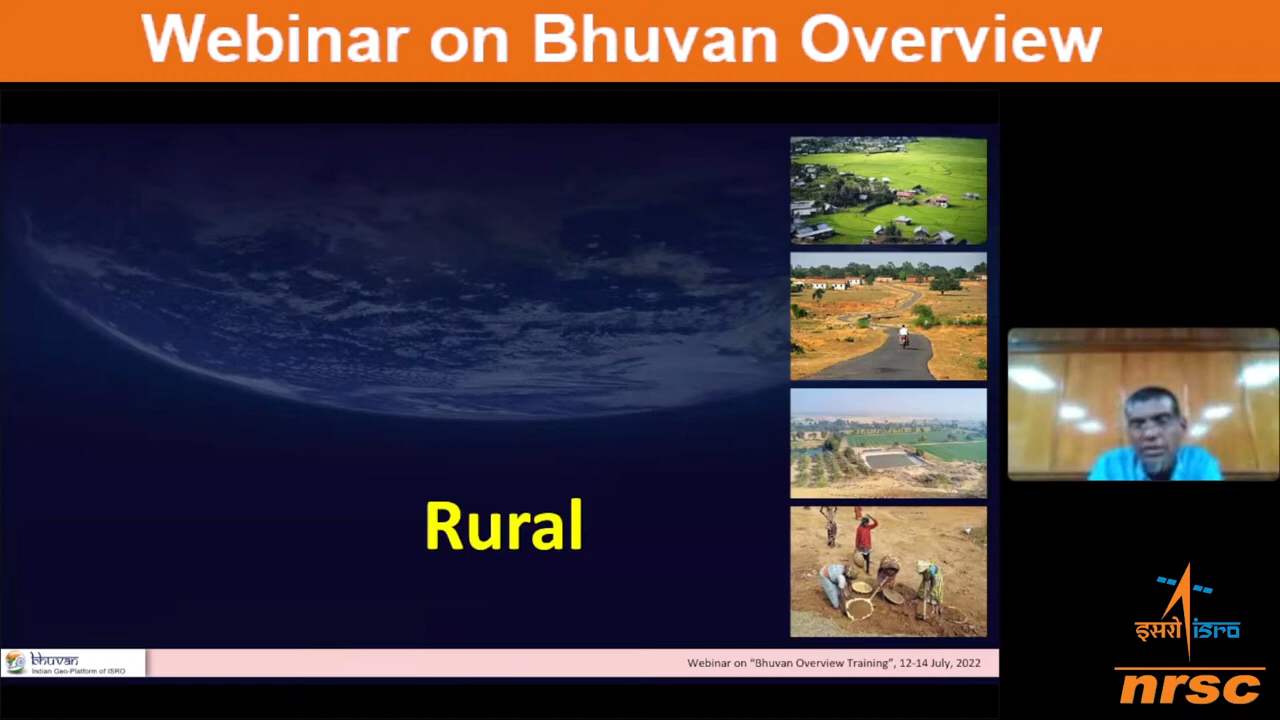 Webinar on Bhuvan Overview
Rural
bhuvan
Indian Geo-Platform of ISRO
Webinar on “Bhuvan Overview Training”, 12-14 July, 2022
इसरो isro
nrsc